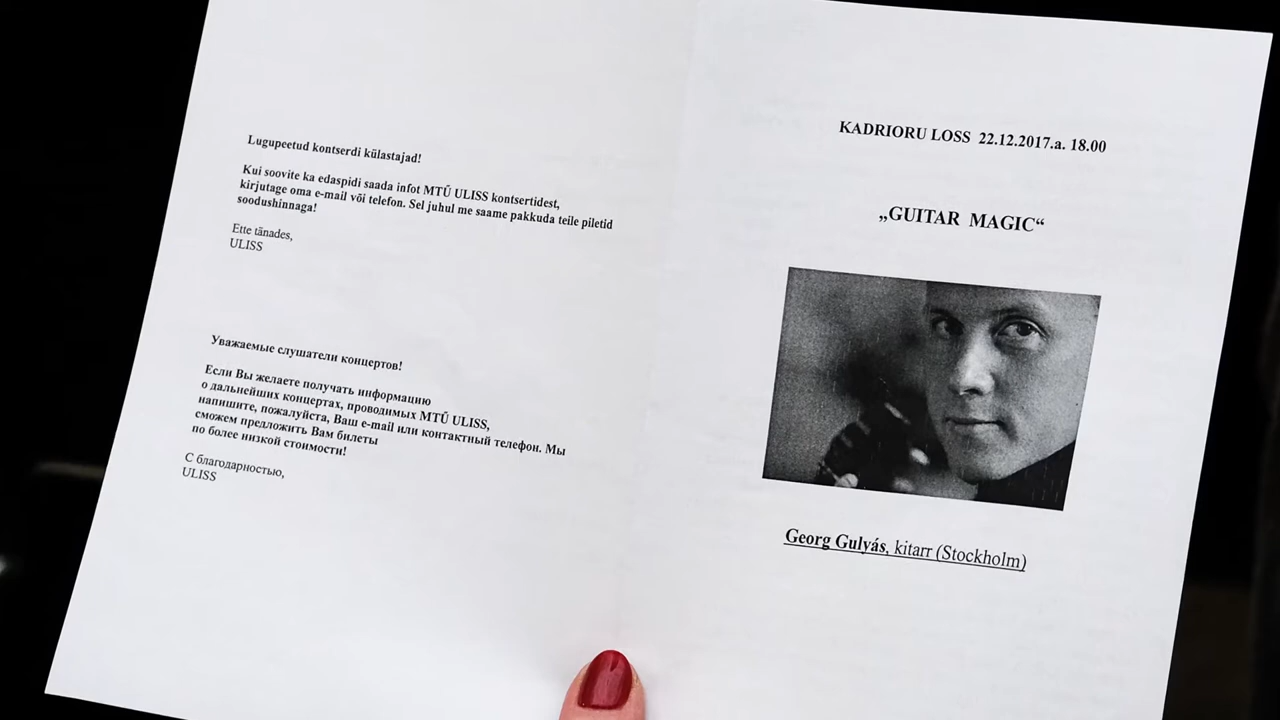 Lugupeetud kontserdi külastajad!
Kui soovite ka edaspidi saada infot MTÜ ULISS kontsertidest,
kirjutage oma e-mail või telefon. Sel juhul me saame pakkuda teile piletid
soodushinnaga!
Ette tänades,
ULISS
Уважаемые слушатели концертов!
Если Вы желаете получать информацию
о дальнейших концертах, проводимых MTÜ ULISS,
напишите, пожалуйста, Ваш e-mail или контактный телефон. Мы
сможем предложить Вам билеты
по более низкой стоимости!
С благодарностью,
ULISS
KADRIORU LOSS 22.12.2017.a. 18.00
„GUITAR MAGIC“
Georg Gulyás, kitarr (Stockholm)